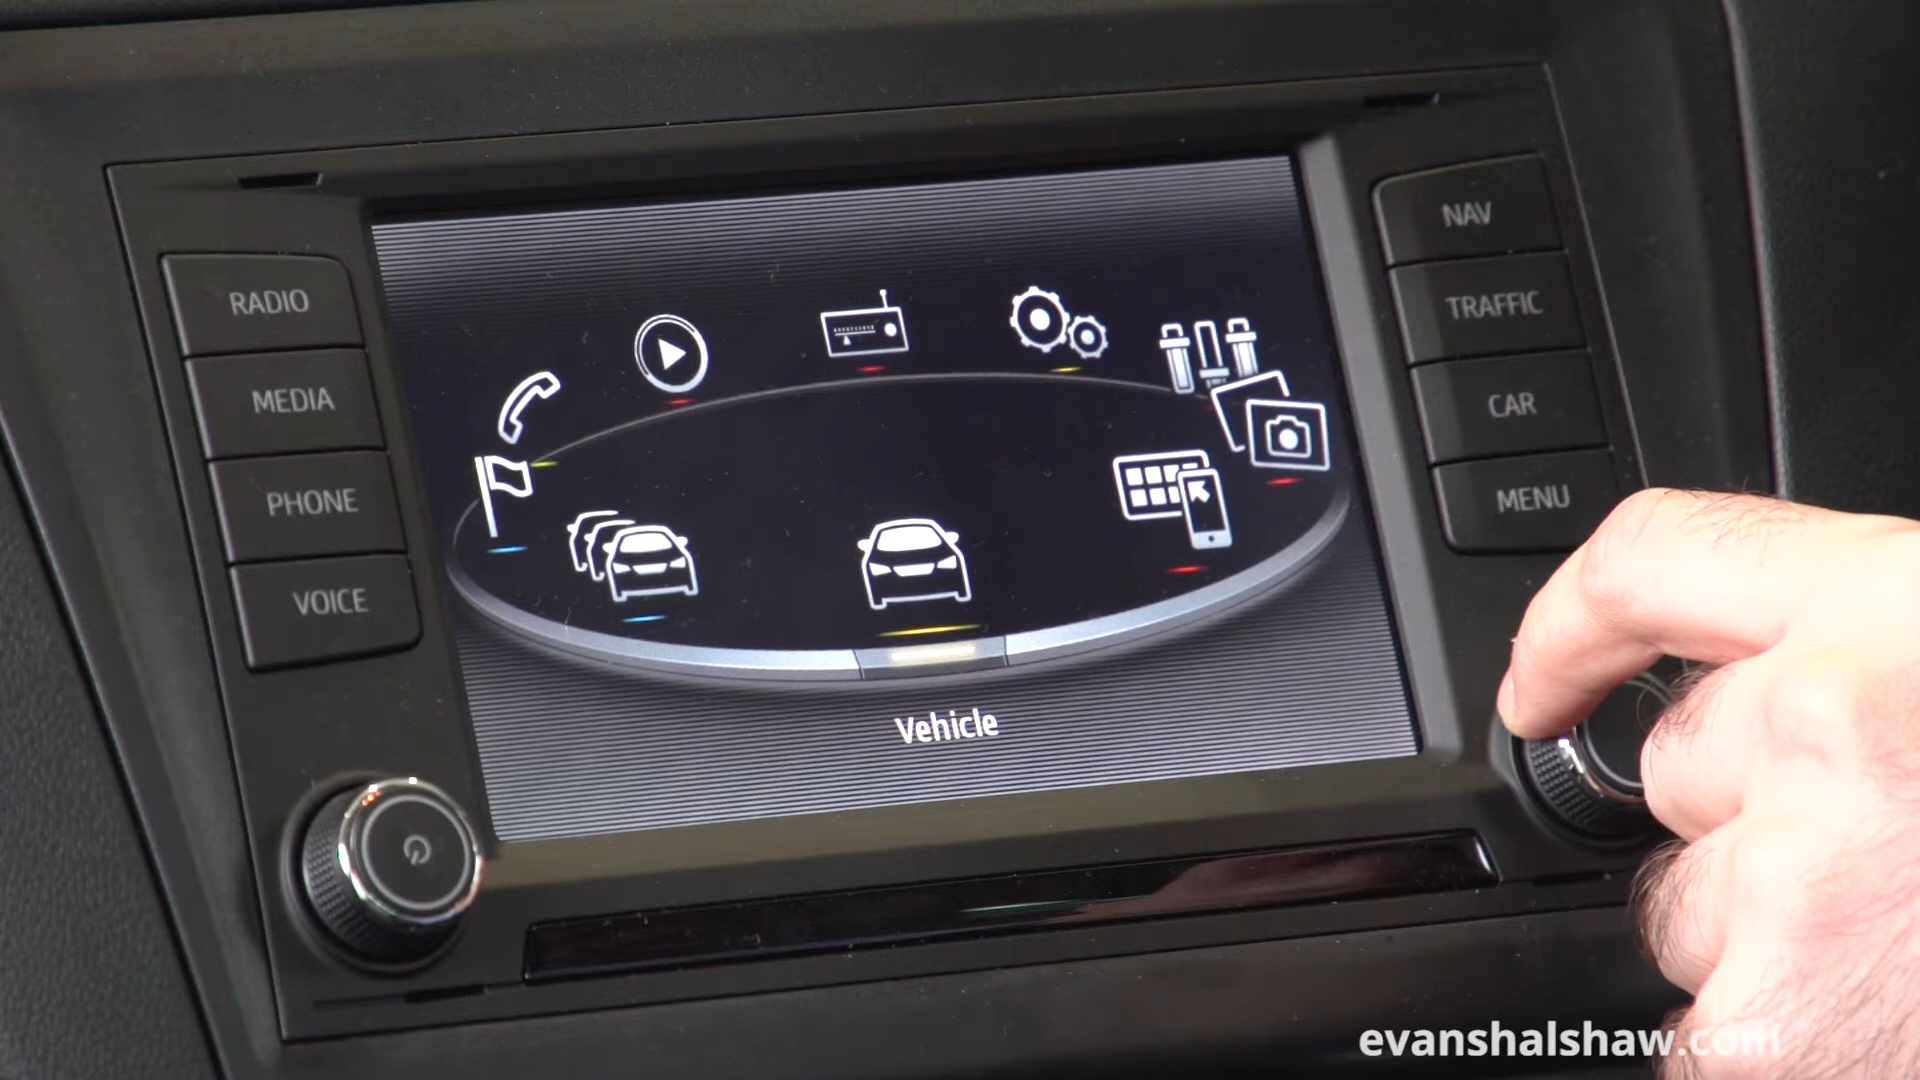 RADIO
MEDIA
PHONE
VOICE
NAV
TRAFFIC
CAR
MENU
Vehicle
evanshalshaw.com